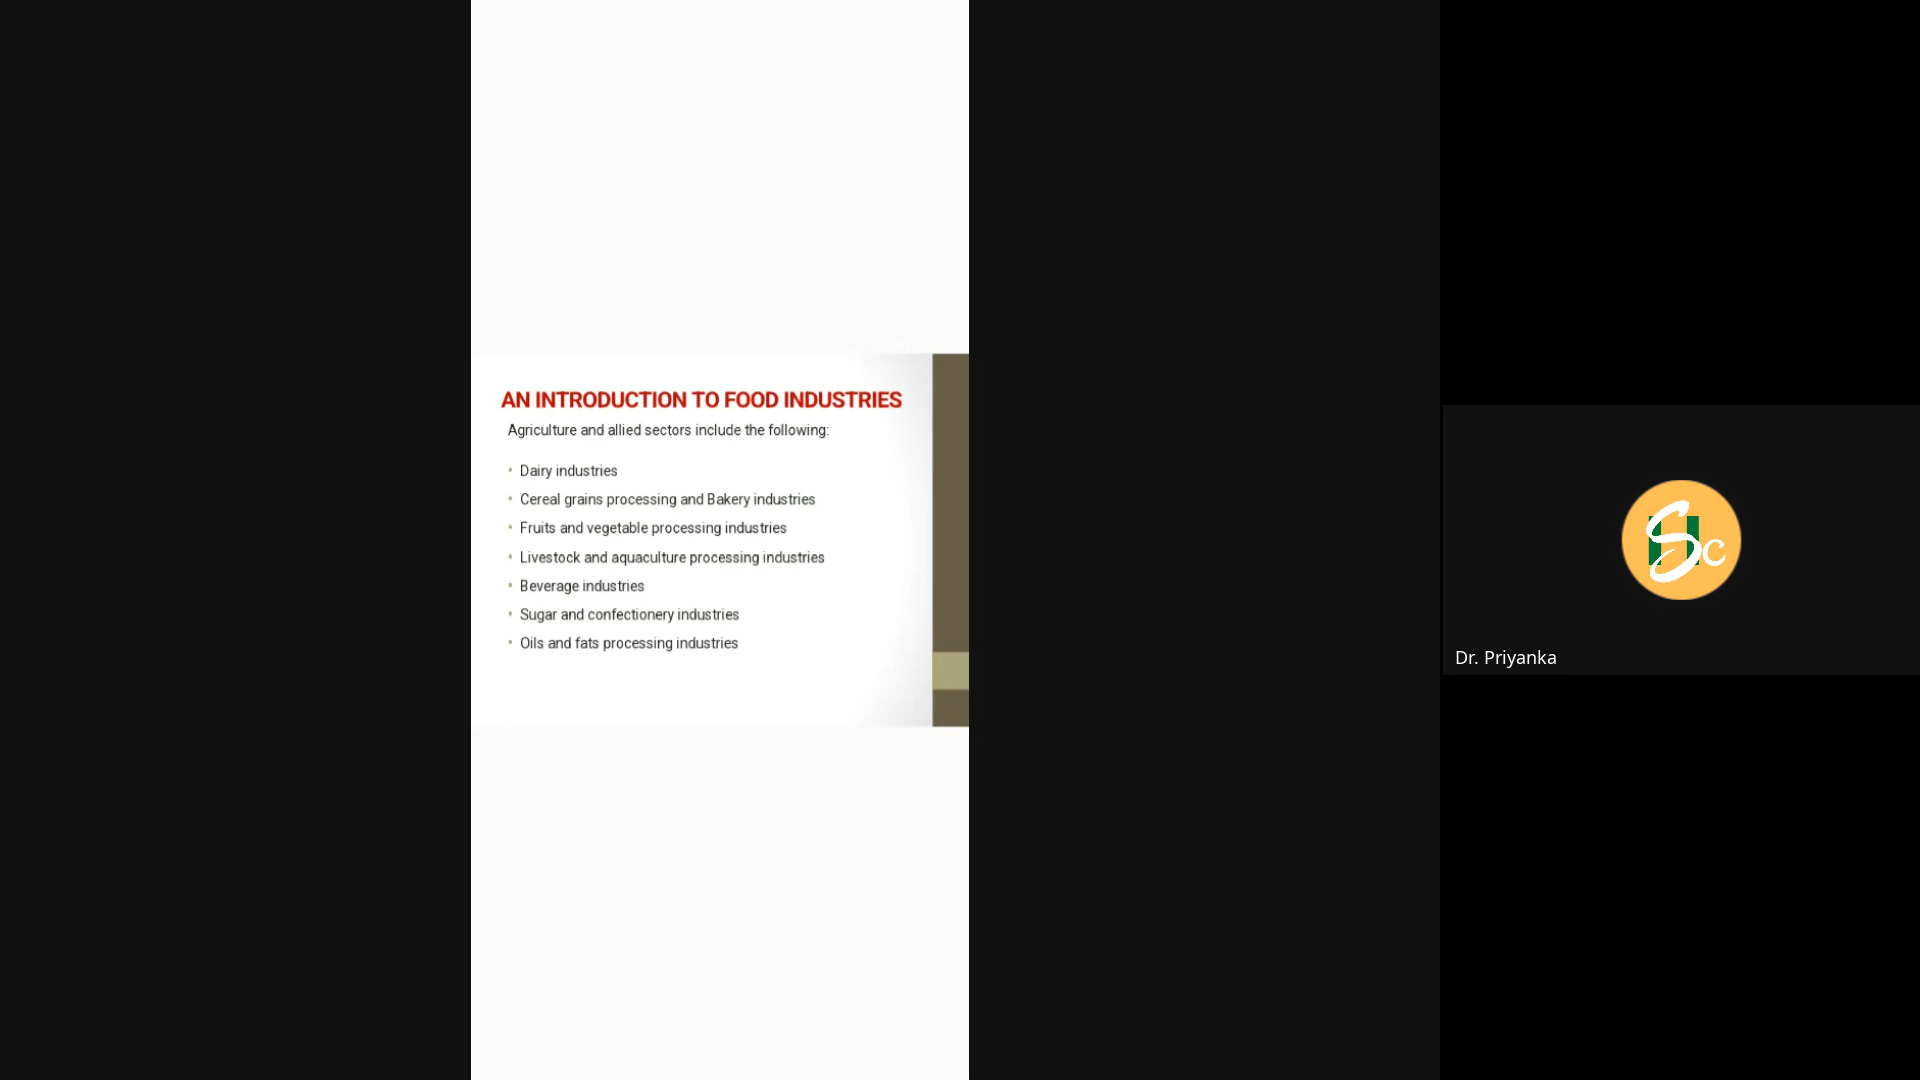 AN INTRODUCTION TO FOOD INDUSTRIES
Agriculture and allied sectors include the following:
• Dairy industries
• Cereal grains processing and Bakery industries
• Fruits and vegetable processing industries
• Livestock and aquaculture processing industries
• Beverage industries
• Sugar and confectionery industries
• Oils and fats processing industries
HSc
Dr. Priyanka